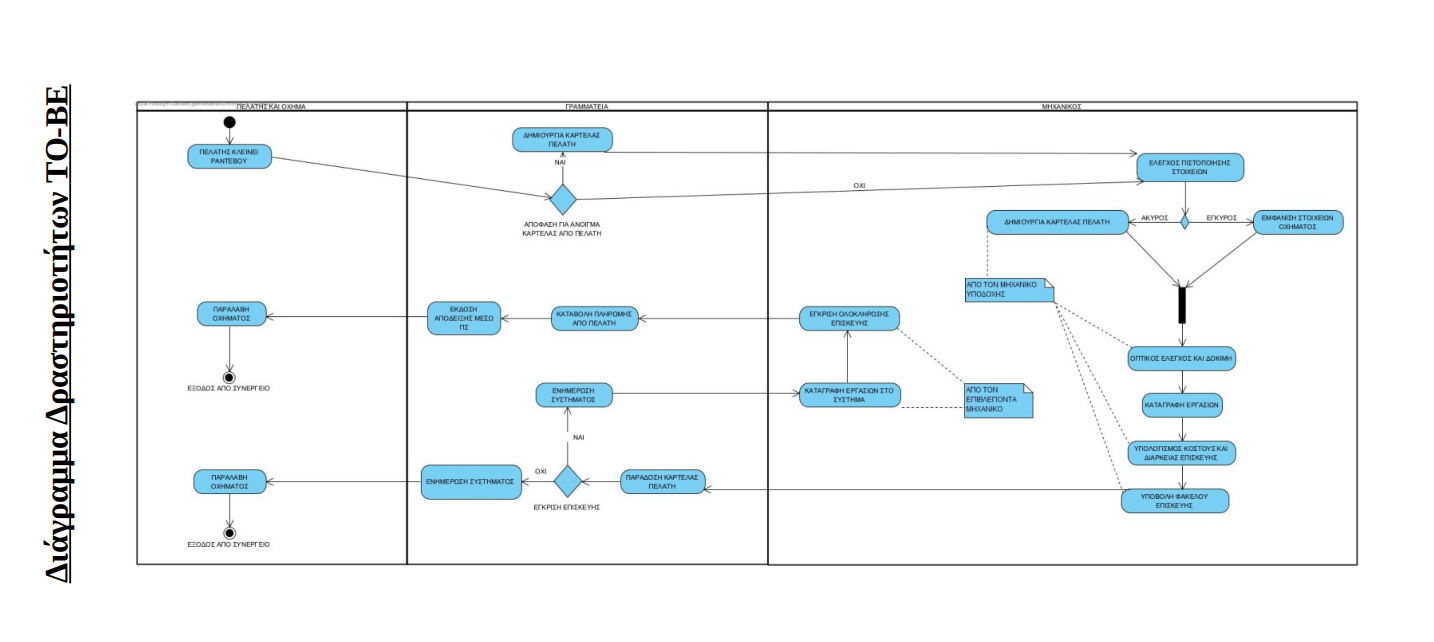 Διάγραμμα Δραστηριοτήτων TO-BE
ΠΕΛΑΤΗΣ ΚΑΙ ΟΧΗΜΑ
ΓΡΑΜΜΑΤΕΙΑ
ΜΗΧΑΝΙΚΟΣ
ΠΕΛΑΤΗΣ ΚΛΕΙΝΕΙ
ΡΑΝΤΕΒΟΥ
ΔΗΜΙΟΥΡΓΙΑ ΚΑΡΤΕΛΑΣ
ΠΕΛΑΤΗ
ΝΑΙ
ΑΠΟΦΑΣΗ ΓΙΑ ΑΝΟΙΓΜΑ
ΚΑΡΤΕΛΑΣ ΑΠΟ ΠΕΛΑΤΗ
ΟΧΙ
ΕΛΕΓΧΟΣ ΠΙΣΤΟΠΟΙΗΣΗΣ
ΣΤΟΙΧΕΙΩΝ
ΔΗΜΙΟΥΡΓΙΑ ΚΑΡΤΕΛΑΣ ΠΕΛΑΤΗ
ΑΚΥΡΟΣ
ΕΓΚΥΡΟΣ
ΕΜΦΑΝΙΣΗ ΣΤΟΙΧΕΙΩΝ
ΟΧΗΜΑΤΟΣ
ΑΠΟ ΤΟΝ ΜΗΧΑΝΙΚΟ
ΥΠΟΔΟΧΗΣ
ΠΑΡΑΛΑΒΗ
ΟΧΗΜΑΤΟΣ
ΕΚΔΟΣΗ
ΑΠΟΔΕΙΞΗΣ ΜΕΣΩ
ΠΣ
ΚΑΤΑΒΟΛΗ ΠΛΗΡΩΜΗΣ
ΑΠΟ ΠΕΛΑΤΗ
ΕΓΚΡΙΣΗ ΟΛΟΚΛΗΡΩΣΗΣ
ΕΠΙΣΚΕΥΗΣ
ΟΠΤΙΚΟΣ ΕΛΕΓΧΟΣ ΚΑΙ ΔΟΚΙΜΗ
ΕΞΟΔΟΣ ΑΠΟ ΣΥΝΕΡΓΕΙΟ
ΕΝΗΜΕΡΩΣΗ
ΣΥΣΤΗΜΑΤΟΣ
ΚΑΤΑΓΡΑΦΗ ΕΡΓΑΣΙΩΝ ΣΤΟ
ΣΥΣΤΗΜΑ
ΑΠΟ ΤΟΝ
ΕΠΙΒΛΕΠΟΝΤΑ
ΜΗΧΑΝΙΚΟ
ΚΑΤΑΓΡΑΦΗ ΕΡΓΑΣΙΩΝ
ΝΑΙ
ΥΠΟΛΟΓΙΣΜΟΣ ΚΟΣΤΟΥΣ ΚΑΙ
ΔΙΑΡΚΕΙΑΣ ΕΠΙΣΚΕΥΗΣ
ΠΑΡΑΛΑΒΗ
ΟΧΗΜΑΤΟΣ
ΕΝΗΜΕΡΩΣΗ ΣΥΣΤΗΜΑΤΟΣ
ΟΧΙ
ΠΑΡΑΔΟΣΗ ΚΑΡΤΕΛΑΣ
ΠΕΛΑΤΗ
ΕΓΚΡΙΣΗ ΕΠΙΣΚΕΥΗΣ
ΥΠΟΒΟΛΗ ΦΑΚΕΛΟΥ
ΕΠΙΣΚΕΥΗΣ
ΕΞΟΔΟΣ ΑΠΟ ΣΥΝΕΡΓΕΙΟ